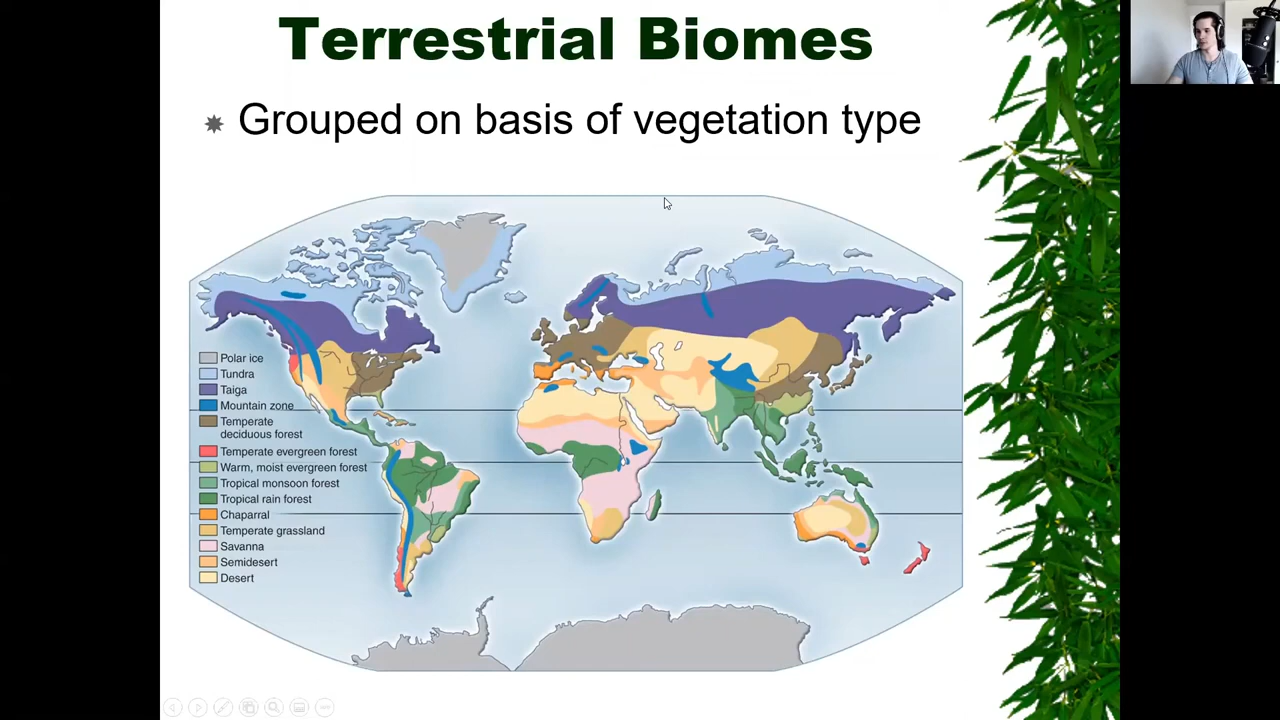 Terrestrial Biomes
Grouped on basis of vegetation type
Polar ice
Tundra
Taiga
Mountain zone
Temperate
deciduous forest
Temperate evergreen forest
Warm, moist evergreen forest
Tropical monsoon forest
Tropical rain forest
Chaparral
Temperate grassland
Savanna
Semidesert
Desert